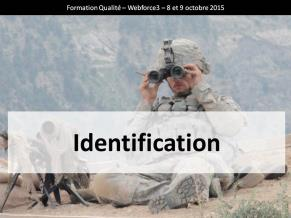 Formation Qualité – Webforce3 – 8 et 9 octobre 2015
Identification